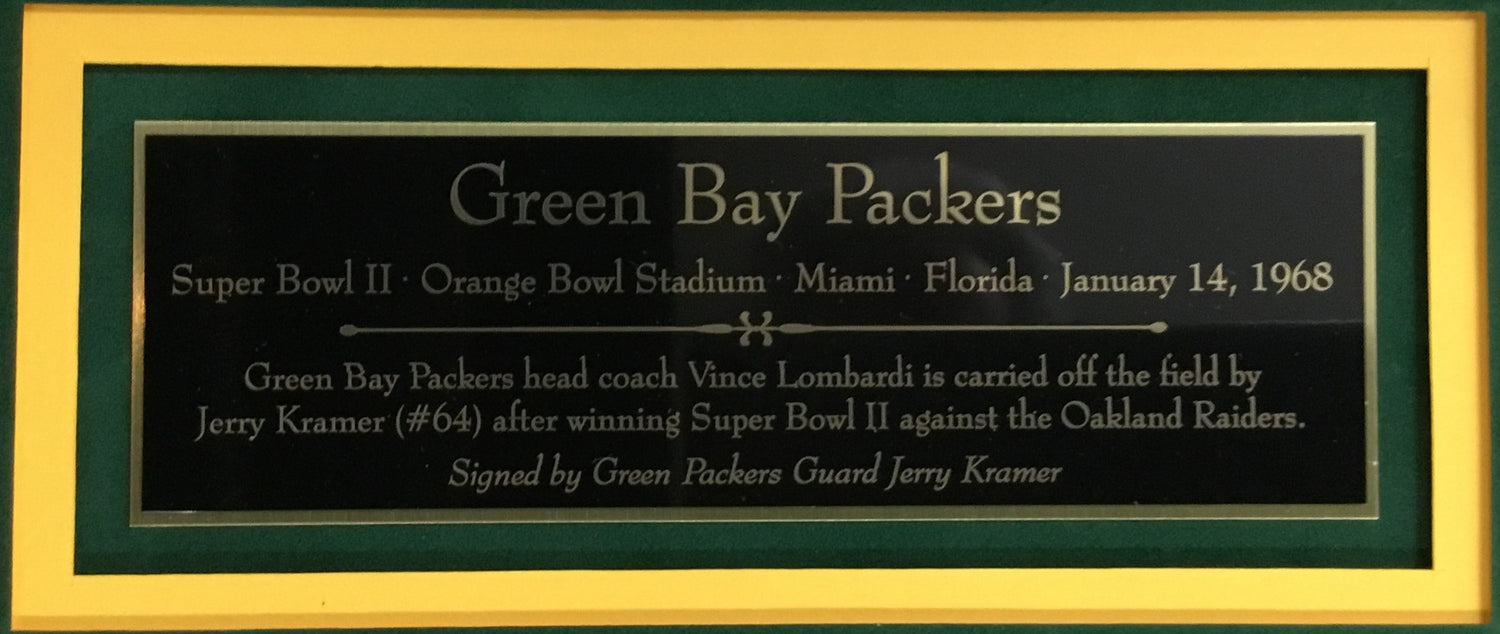 Green Bay Packers
Super Bowl II · Orange Bowl Stadium · Miami · Florida · January 14, 1968
Green Bay Packers head coach Vince Lombardi is carried off the field by
Jerry Kramer (#64) after winning Super Bowl II against the Oakland Raiders.
Signed by Green Packers Guard Jerry Kramer